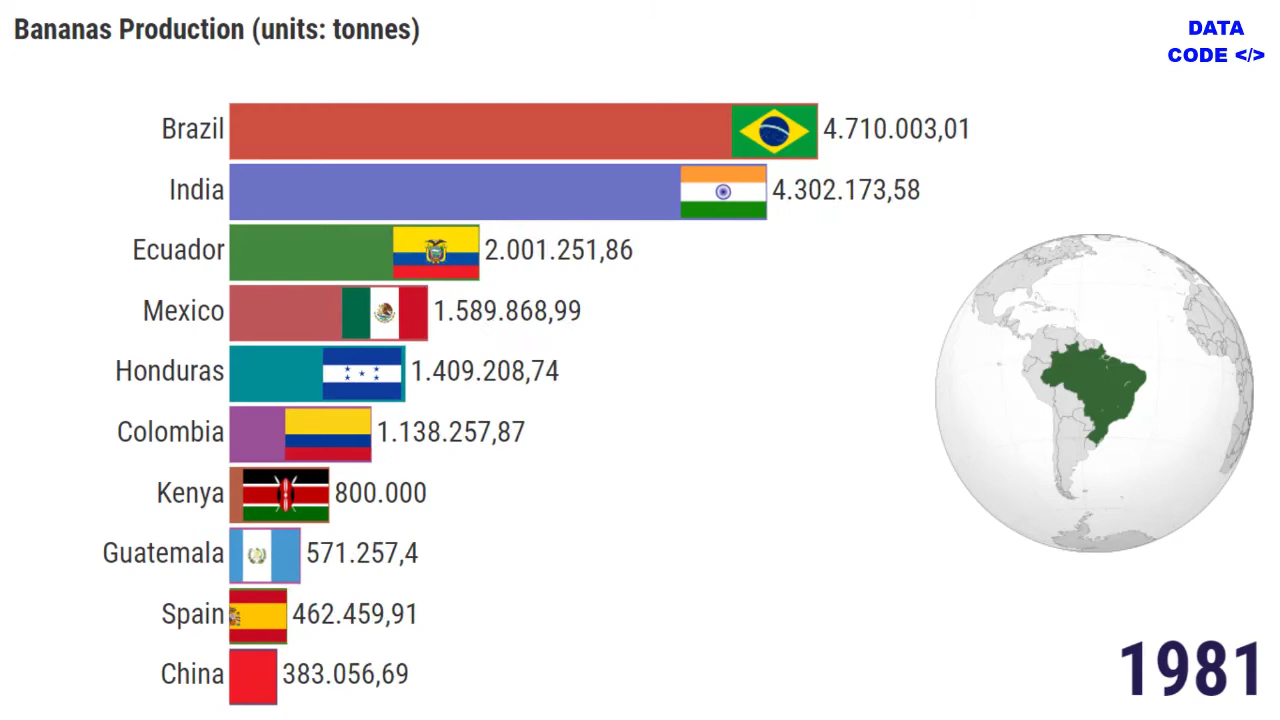 Bananas Production (units: tonnes)
DATA
CODE </>
Brazil 4.710.003,01
India 4.302.173,58
Ecuador 2.001.251,86
Mexico 1.589.868,99
Honduras 1.409.208,74
Colombia 1.138.257,87
Kenya 800.000
Guatemala 571.257,4
Spain 462.459,91
China 383.056,69
1981